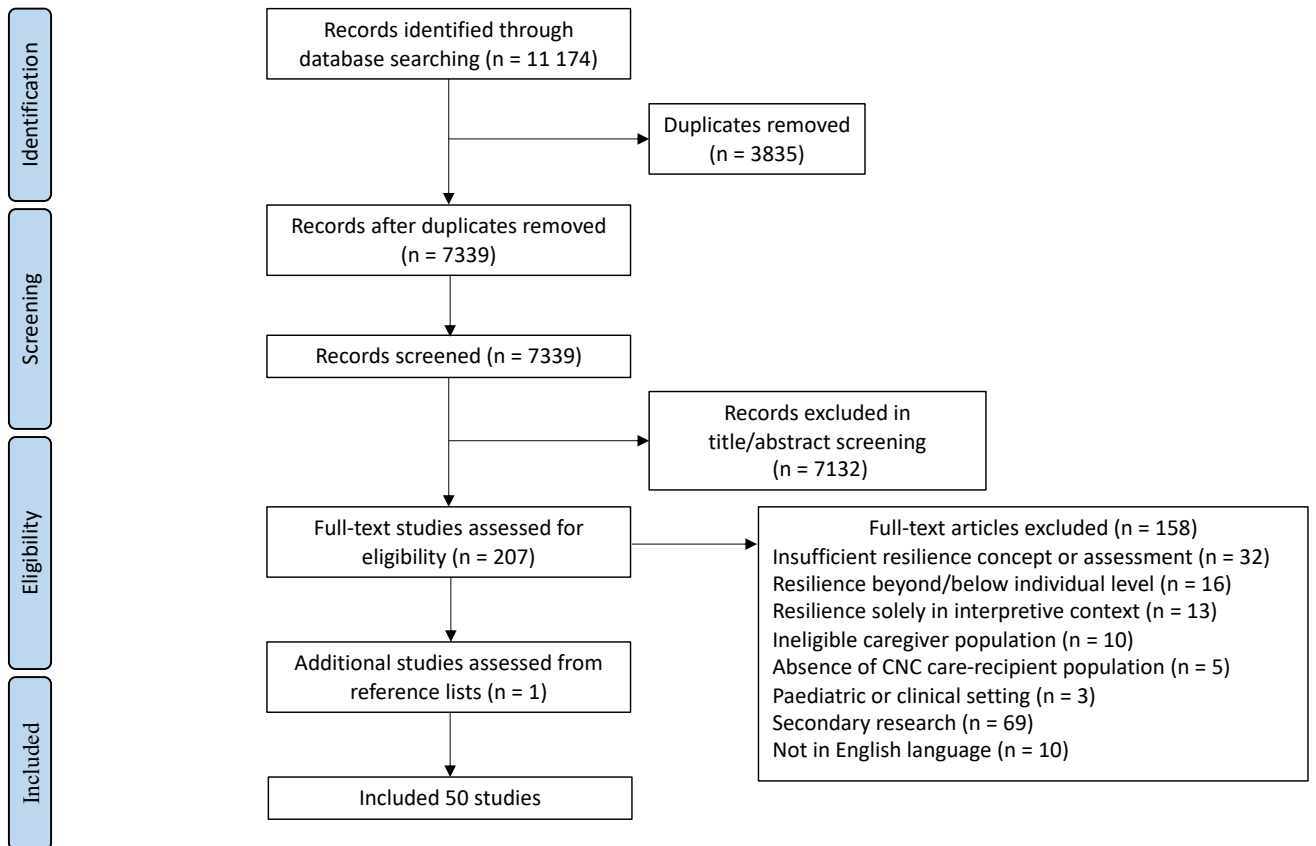 Identification
Records identified through
database searching (n = 11 174)
Duplicates removed
(n = 3835)
Screening
Records after duplicates removed
(n = 7339)
Records screened (n = 7339)
Records excluded in
title/abstract screening
(n = 7132)
Eligibility
Full-text studies assessed for
eligibility (n = 207)
Full-text articles excluded (n = 158)
Insufficient resilience concept or assessment (n = 32)
Resilience beyond/below individual level (n = 16)
Resilience solely in interpretive context (n = 13)
Ineligible caregiver population (n = 10)
Absence of CNC care-recipient population (n = 5)
Paediatric or clinical setting (n = 3)
Secondary research (n = 69)
Not in English language (n = 10)
Additional studies assessed from
reference lists (n = 1)
Included
Included 50 studies